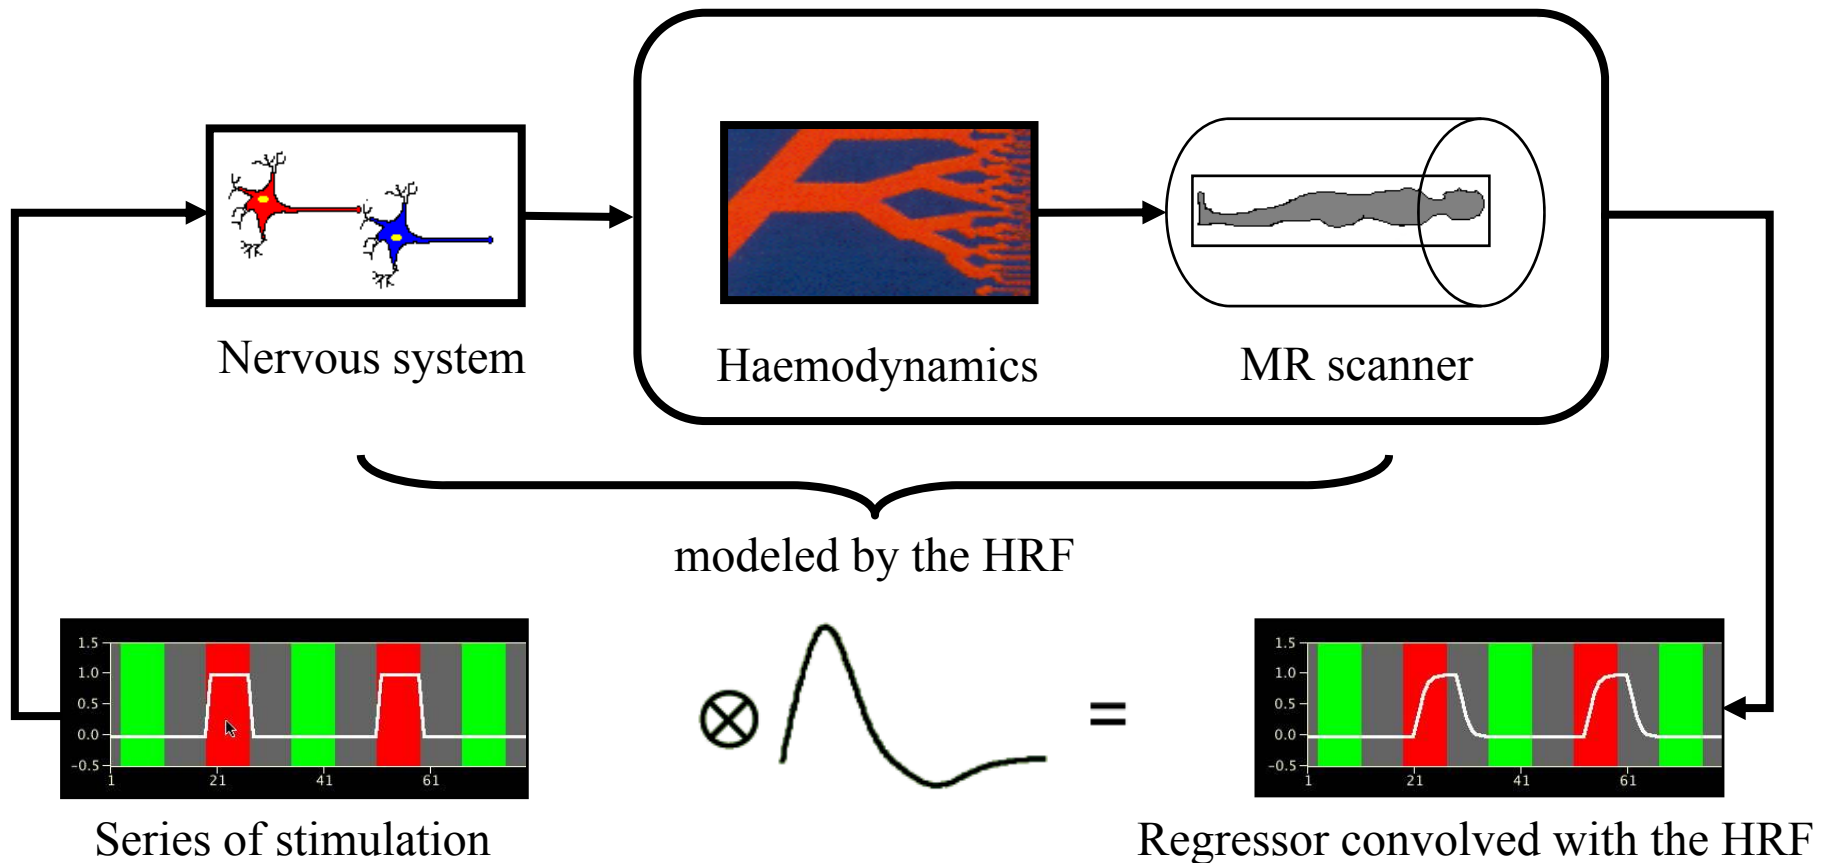 Nervous system
Haemodynamics
MR scanner
modeled by the HRF
1.5
1.0
0.5
0.0
−0.5
1 21 41 61
Series of stimulation
⊗
=
1.5
1.0
0.5
0.0
−0.5
1 21 41 61
Regressor convolved with the HRF